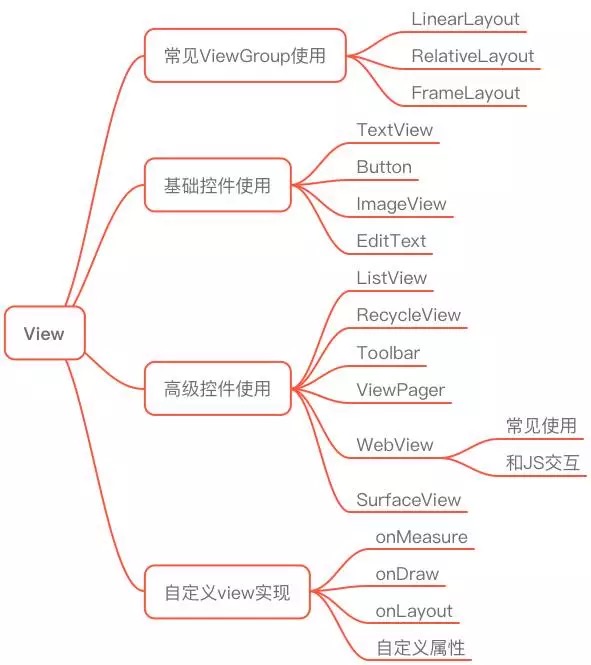 View
常见ViewGroup使用
LinearLayout
RelativeLayout
FrameLayout
基础控件使用
TextView
Button
ImageView
EditText
高级控件使用
ListView
RecycleView
Toolbar
ViewPager
WebView
常见使用
和JS交互
SurfaceView
自定义view实现
onMeasure
onDraw
onLayout
自定义属性